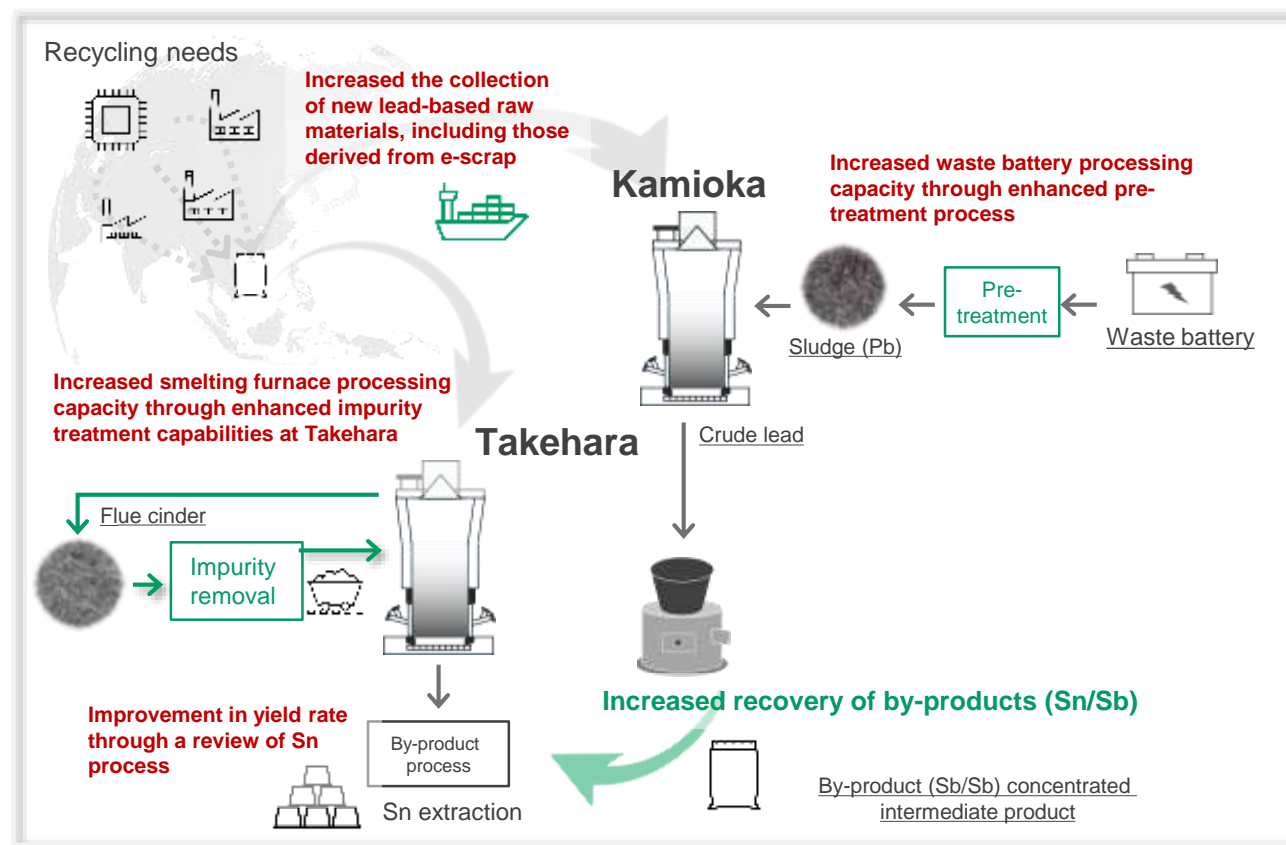 Recycling needs
Increased the collection
of new lead-based raw
materials, including those
derived from e-scrap
Kamioka
Increased waste battery processing
capacity through enhanced pre-
treatment process
Pre-
treatment
Sludge (Pb)
Waste battery
Increased smelting furnace processing
capacity through enhanced impurity
treatment capabilities at Takehara
Takehara
Crude lead
Flue cinder
Impurity
removal
Increased recovery of by-products (Sn/Sb)
Improvement in yield rate
through a review of Sn
process
By-product
process
Sn extraction
By-product (Sb/Sb) concentrated
intermediate product